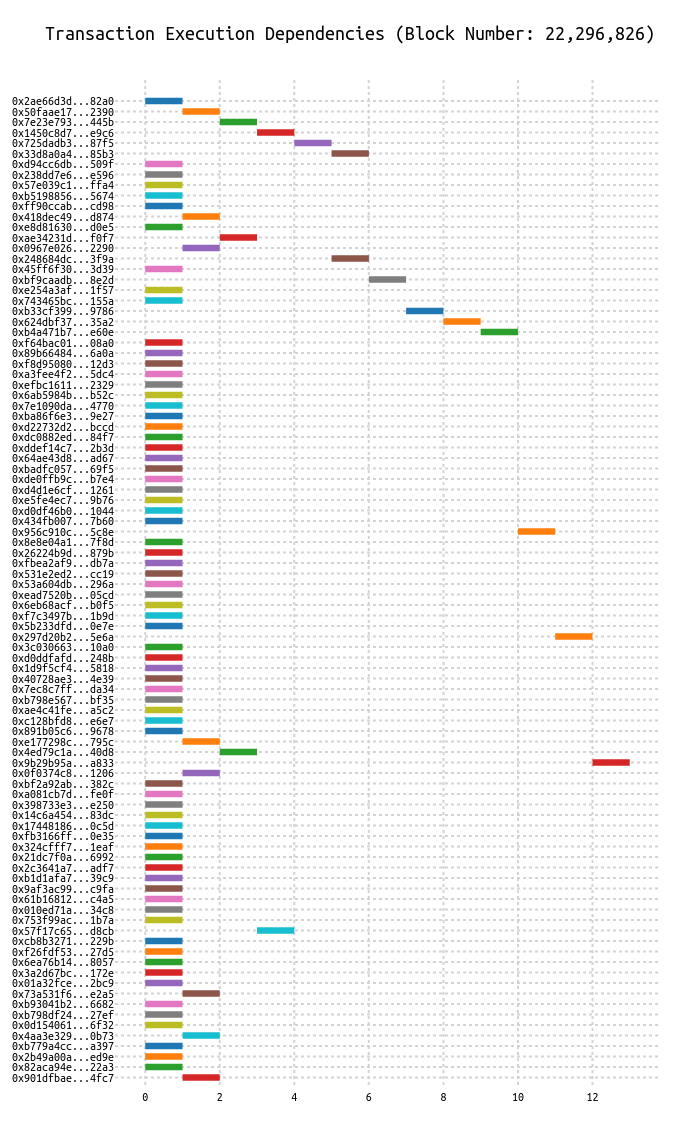 Transaction Execution Dependencies (Block Number: 22,296,826)
0x2ae66d3d...82a0
0x50faae17...2390
0x7e23e793...445b
0x1450c8d7...e9c6
0x725dadb3...87f5
0x33d8a0a4...85b3
0xd94cc6db...509f
0x238dd7e6...e596
0x57e039c1...ffa4
0xb5198856...5674
0xff90ccab...cd98
0x418dec49...d874
0xe8d81630...d0e5
0xae34231d...f0f7
0x0967e026...2290
0x248684dc...3f9a
0x45ff6f30...3d39
0xbf9caadb...8e2d
0xe254a3af...1f57
0x743465bc...155a
0xb33cf399...9786
0x624dbf37...35a2
0xb4a471b7...e60e
0xf64bac01...08a0
0x89b66484...6a0a
0xf8d95080...12d3
0xa3fee4f2...5dc4
0xefbc1611...2329
0x6ab5984b...b52c
0x7e1090da...4770
0xba86f6e3...9e27
0xd22732d2...bccd
0xdc0882ed...84f7
0xddef14c7...2b3d
0x64ae43d8...ad67
0xbadfc057...69f5
0xde0ffb9c...b7e4
0xd4d1e6cf...1261
0xe5fe4ec7...9b76
0xd0df46b0...1044
0x434fb007...7b60
0x956c910c...5c8e
0x8e8e04a1...7f8d
0x26224b9d...879b
0xfbea2af9...db7a
0x531e2ed2...cc19
0x53a604db...296a
0xead7520b...05cd
0x6eb68acf...b0f5
0xf7c3497b...1b9d
0x5b233dfd...0e7e
0x297d20b2...5e6a
0x3c030663...10a0
0xd0ddfafd...248b
0x1d9f5cf4...5818
0x40728ae3...4e39
0x7ec8c7ff...da34
0xb798e567...bf35
0xae4c41fe...a5c2
0xc128bfd8...e6e7
0x891b05c6...9678
0xe177298c...795c
0x4ed79c1a...40d8
0x9b29b95a...a833
0x0f0374c8...1206
0xbf2a92ab...382c
0xa081cb7d...fe0f
0x398733e3...e250
0x14c6a454...83dc
0x17448186...0c5d
0xfb3166ff...0e35
0x324cfff7...1eaf
0x21dc7f0a...6992
0x2c3641a7...adf7
0xb1d1afa7...39c9
0x9af3ac99...c9fa
0x61b16812...c4a5
0x010ed71a...34c8
0x753f99ac...1b7a
0x57f17c65...d8cb
0xcb8b3271...229b
0xf26fdf53...27d5
0x6ea76b14...8057
0x3a2d67bc...172e
0x01a32fce...2bc9
0x73a531f6...e2a5
0xb93041b2...6682
0xb798df24...27ef
0x0d154061...6f32
0x4aa3e329...0b73
0xb779a4cc...a397
0x2b49a00a...ed9e
0x82aca94e...22a3
0x901dfbae...4fc7
0 2 4 6 8 10 12